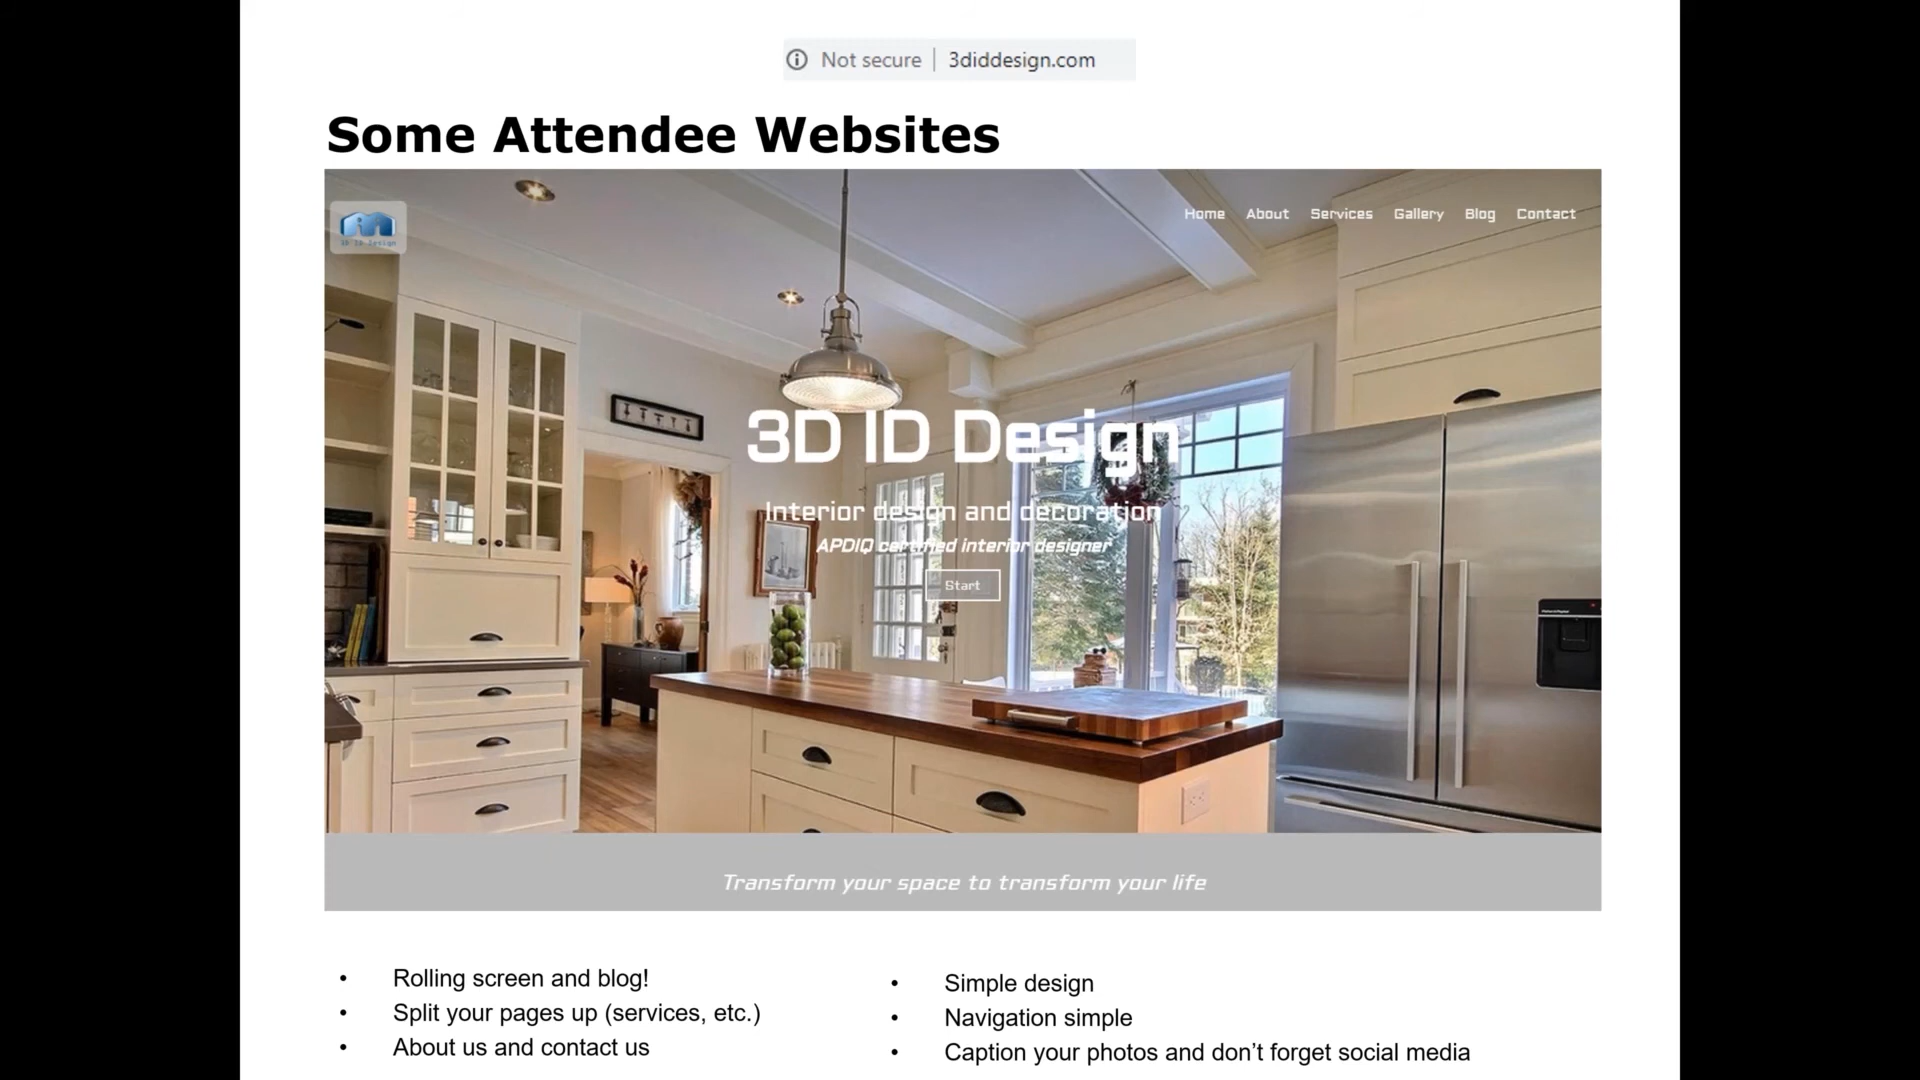 Not secure | 3diddesign.com
Some Attendee Websites
3D ID Design
Home About Services Gallery Blog Contact
3D ID Design
Interior design and decoration
APDIQ certified interior designer
Start
Transform your space to transform your life
• Rolling screen and blog!
• Split your pages up (services, etc.)
• About us and contact us
• Simple design
• Navigation simple
• Caption your photos and don’t forget social media